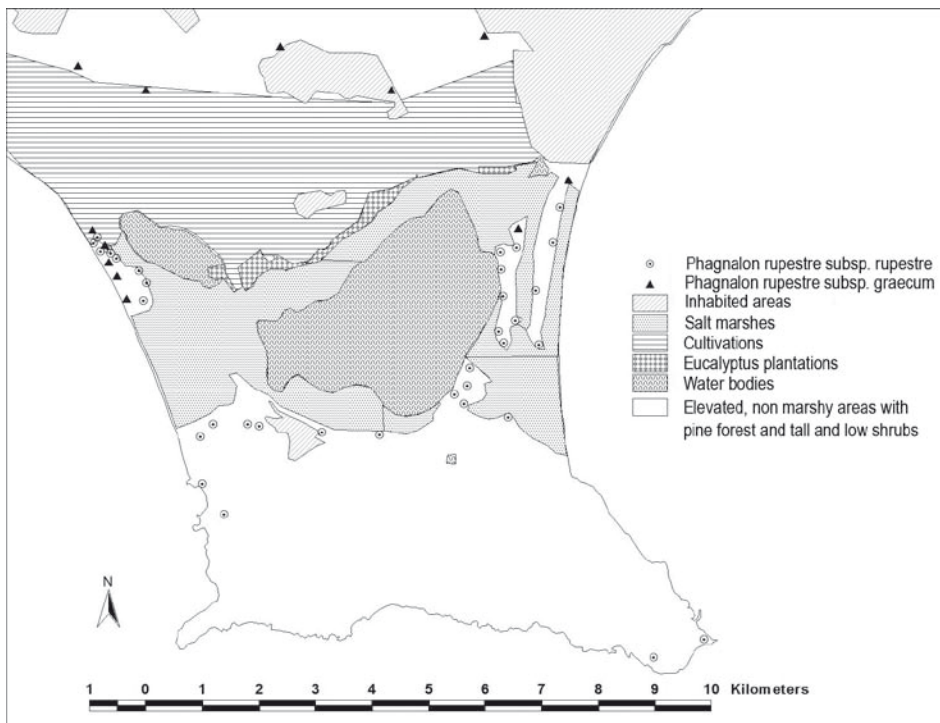 Phagnalon rupestre subsp. rupestre
Phagnalon rupestre subsp. graecum
Inhabited areas
Salt marshes
Cultivations
Eucalyptus plantations
Water bodies
Elevated, non marshy areas with
pine forest and tall and low shrubs
N
1 0 1 2 3 4 5 6 7 8 9 10 Kilometers